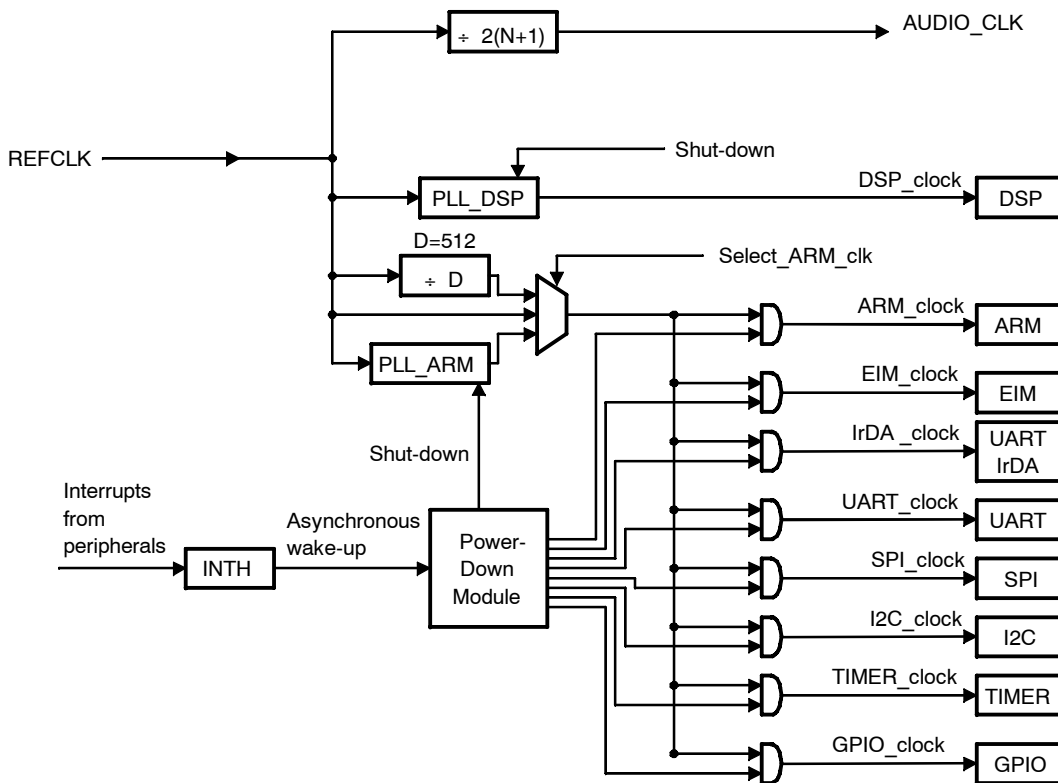 ÷ 2(N+1)
AUDIO_CLK
REFCLK
Shut-down
PLL_DSP
DSP_clock
DSP
D=512
÷ D
Select_ARM_clk
PLL_ARM
ARM_clock
ARM
EIM_clock
EIM
Shut-down
IrDA _clock
UART
IrDA
Interrupts
from
peripherals
INTH
Asynchronous
wake-up
Power-
Down
Module
UART_clock
UART
SPI_clock
SPI
I2C_clock
I2C
TIMER_clock
TIMER
GPIO_clock
GPIO